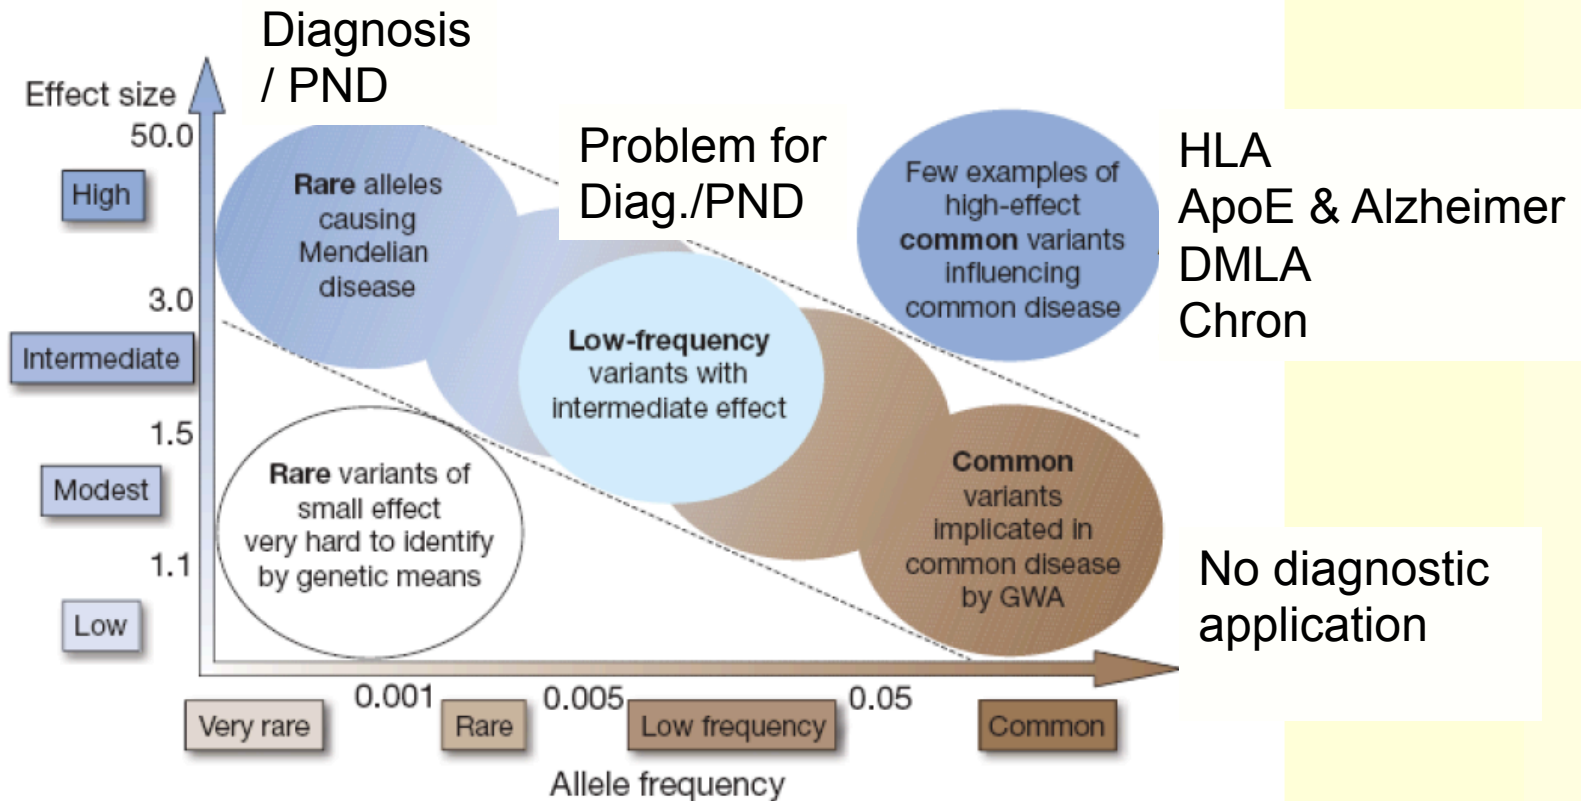 Diagnosis
/ PND
Effect size
50.0
High
3.0
Intermediate
1.5
Modest
1.1
Low
Rare alleles
causing
Mendelian
disease
Problem for
Diag./PND
Few examples of
high-effect
common variants
influencing
common disease
HLA
ApoE & Alzheimer
DMLA
Chron
Low-frequency
variants with
intermediate effect
Rare variants of
small effect
very hard to identify
by genetic means
Common
variants
implicated in
common disease
by GWA
No diagnostic
application
0.001
0.005
0.05
Very rare
Rare
Low frequency
Common
Allele frequency